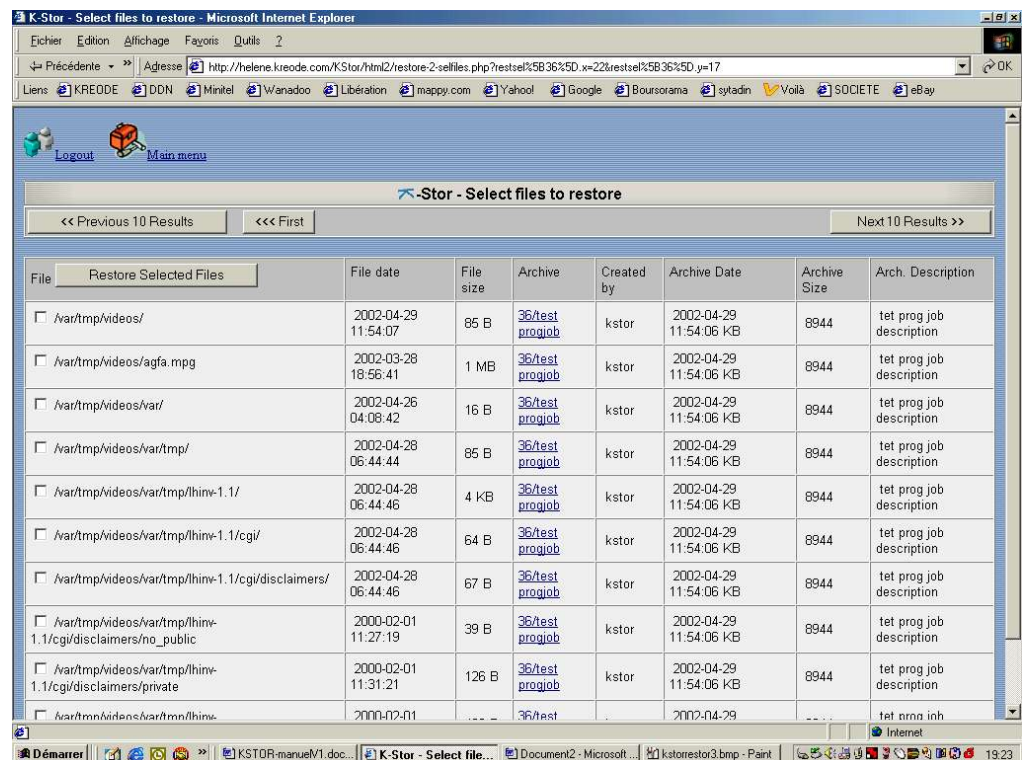 K-Stor - Select files to restore - Microsoft Internet Explorer
Fichier Edition Affichage Favoris Outils ?
Précédente » Adresse http://helene.kreode.com/KStor/html2/restore-2-selfiles.php?restsel%5B36%5D.x=22&restsel%5B36%5D.y=17 OK
Liens KREODE DDN Minitel Wanadoo Libération mappy.com Yahoo! Google Boursorama sytadin Voilà SOCIETE eBay
Logout Main menu
K-Stor - Select files to restore
<< Previous 10 Results <<< First Next 10 Results >>
File Restore Selected Files File date File size Archive Created by Archive Date Archive Size Arch. Description
/var/tmp/videos/ 2002-04-29 11:54:07 85 B 36/test progjob kstor 2002-04-29 11:54:06 KB 8944 tet prog job description
/var/tmp/videos/agfa.mpg 2002-03-28 18:56:41 1 MB 36/test progjob kstor 2002-04-29 11:54:06 KB 8944 tet prog job description
/var/tmp/videos/var/ 2002-04-26 04:08:42 16 B 36/test progjob kstor 2002-04-29 11:54:06 KB 8944 tet prog job description
/var/tmp/videos/var/tmp/ 2002-04-28 06:44:44 85 B 36/test progjob kstor 2002-04-29 11:54:06 KB 8944 tet prog job description
/var/tmp/videos/var/tmp/lhinv-1.1/ 2002-04-28 06:44:46 4 KB 36/test progjob kstor 2002-04-29 11:54:06 KB 8944 tet prog job description
/var/tmp/videos/var/tmp/lhinv-1.1/cgi/ 2002-04-28 06:44:46 64 B 36/test progjob kstor 2002-04-29 11:54:06 KB 8944 tet prog job description
/var/tmp/videos/var/tmp/lhinv-1.1/cgi/disclaimers/ 2002-04-28 06:44:46 67 B 36/test progjob kstor 2002-04-29 11:54:06 KB 8944 tet prog job description
/var/tmp/videos/var/tmp/lhinv-1.1/cgi/disclaimers/no_public 2000-02-01 11:27:19 39 B 36/test progjob kstor 2002-04-29 11:54:06 KB 8944 tet prog job description
/var/tmp/videos/var/tmp/lhinv-1.1/cgi/disclaimers/private 2000-02-01 11:31:21 126 B 36/test progjob kstor 2002-04-29 11:54:06 KB 8944 tet prog job description
/var/tmp/videos/var/tmp/lhinv- 2000-02-01 36/test 2002-04-29 tet prog job
Internet
Démarrer » KSTOR-manuelV1.doc... K-Stor - Select file... Document2 - Microsoft ... kstorrestor3.bmp - Paint 19:23